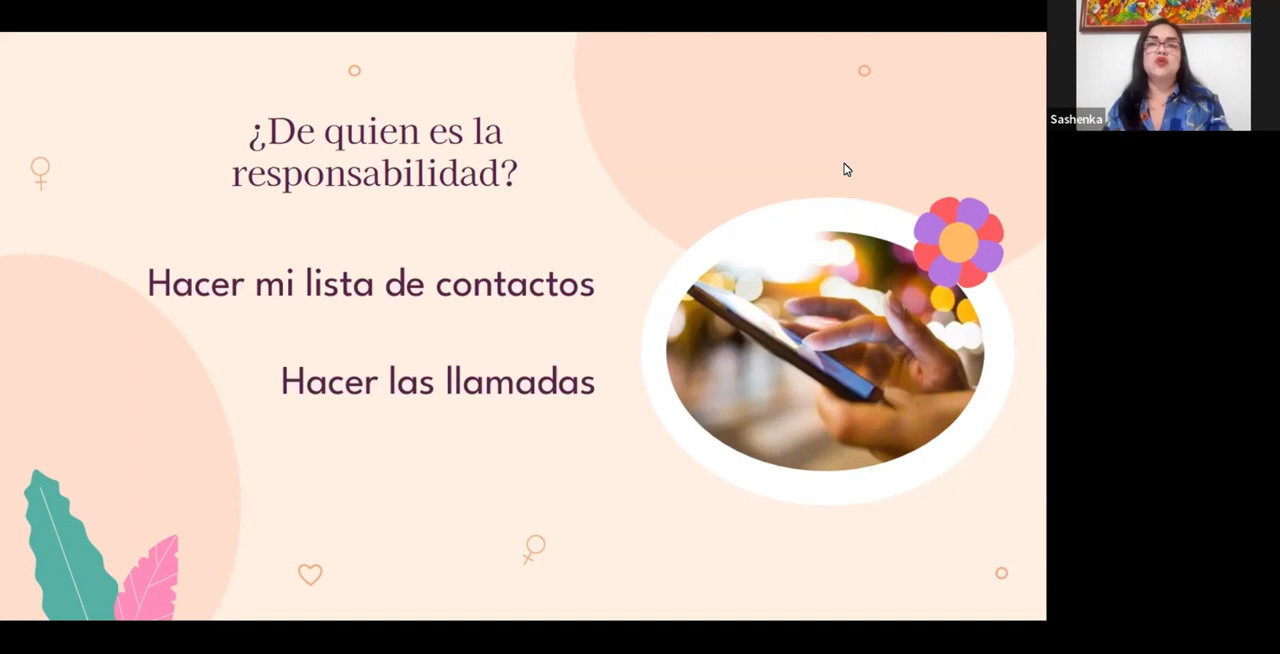 ¿De quien es la
responsabilidad?
Hacer mi lista de contactos
Hacer las llamadas
Sashenka